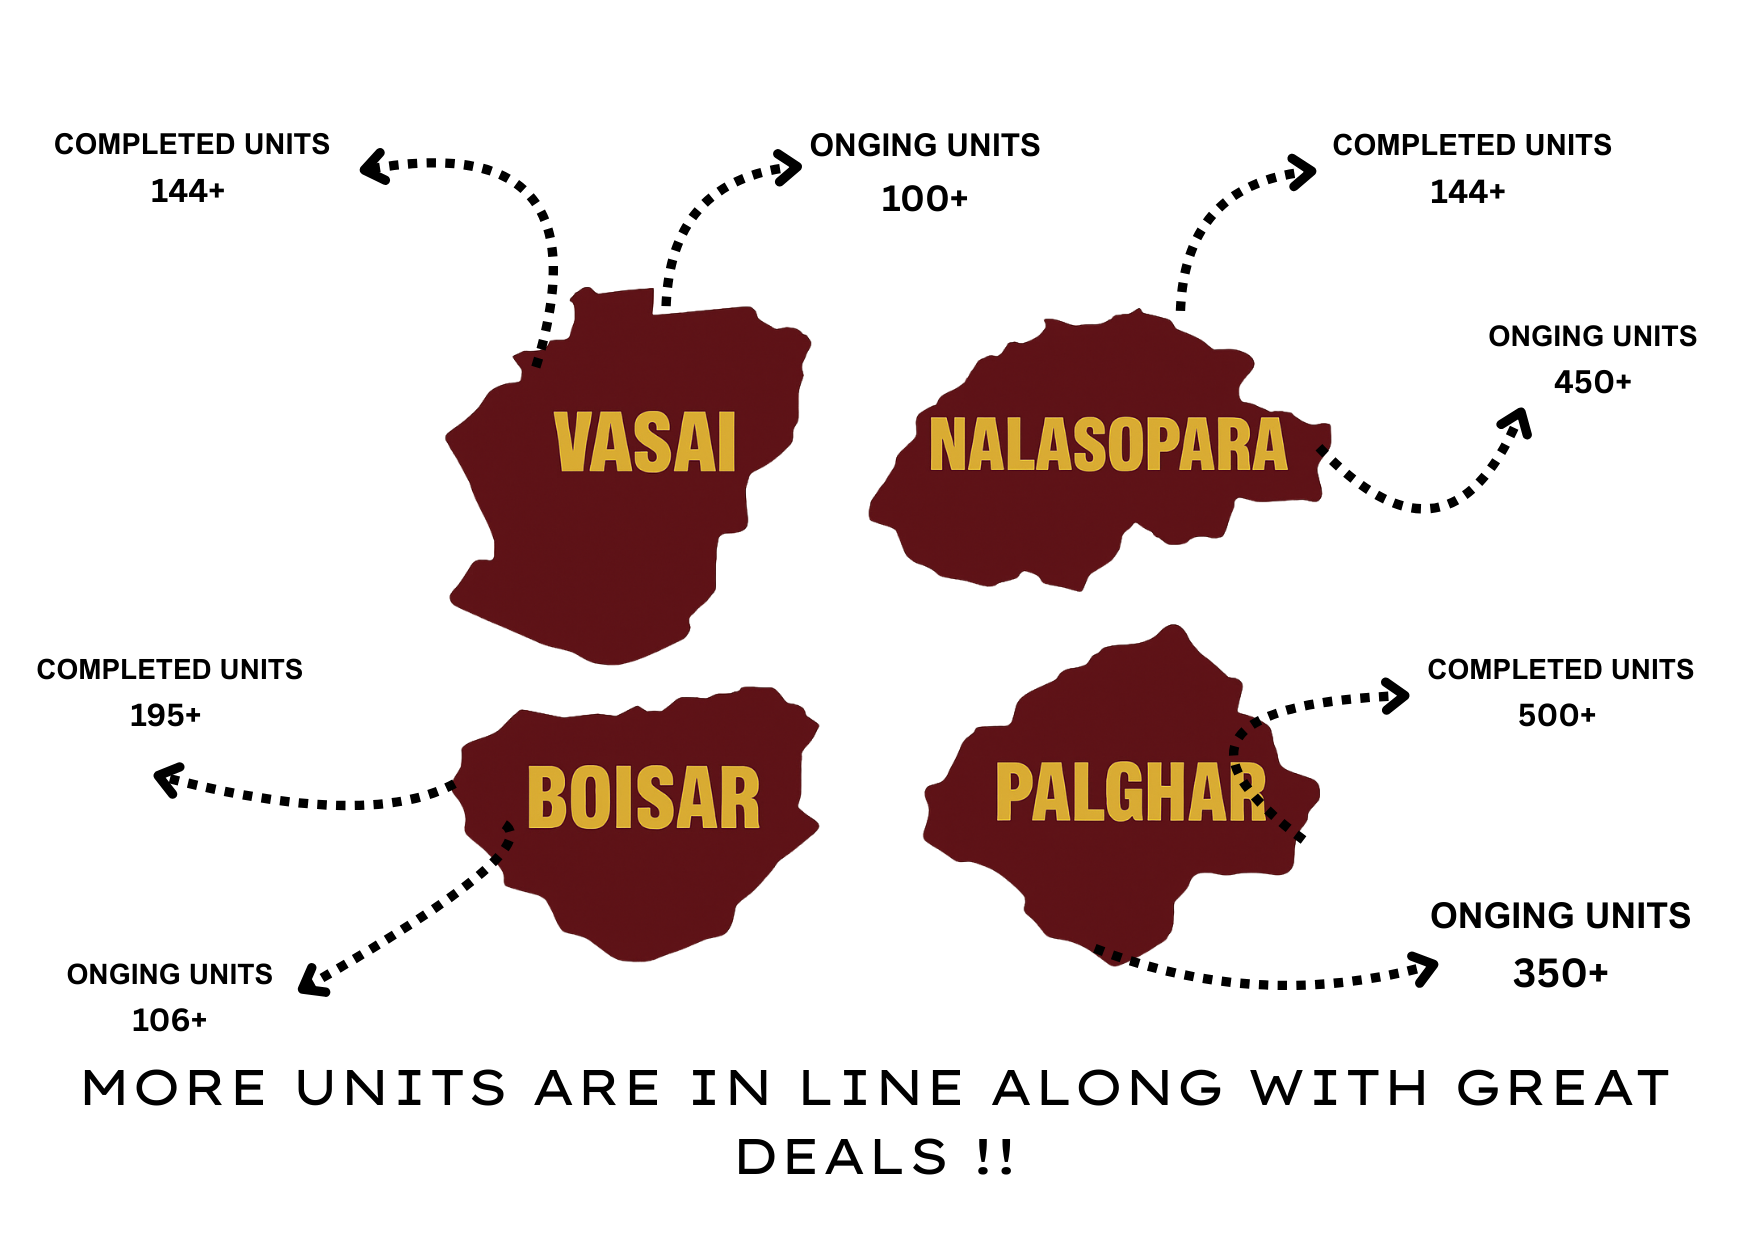 COMPLETED UNITS
144+
ONGING UNITS
100+
COMPLETED UNITS
144+
ONGING UNITS
450+
VASAI
NALASOPARA
COMPLETED UNITS
195+
COMPLETED UNITS
500+
BOISAR
PALGHAR
ONGING UNITS
106+
ONGING UNITS
350+
MORE UNITS ARE IN LINE ALONG WITH GREAT
DEALS !!